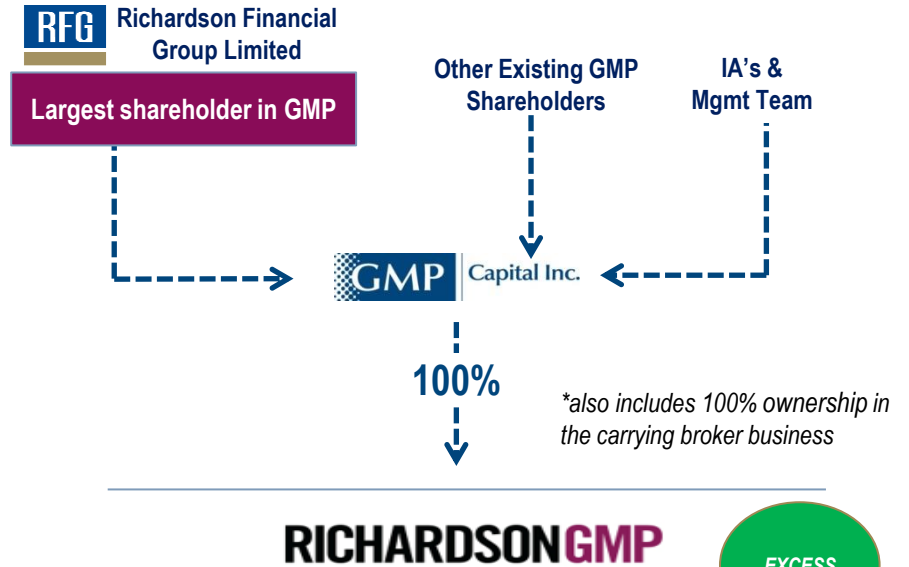 RFG
Richardson Financial
Group Limited
Largest shareholder in GMP
Other Existing GMP
Shareholders
IA's &
Mgmt Team
GMP Capital Inc.
100%
*also includes 100% ownership in
the carrying broker business
RICHARDSONGMP
EXCESS